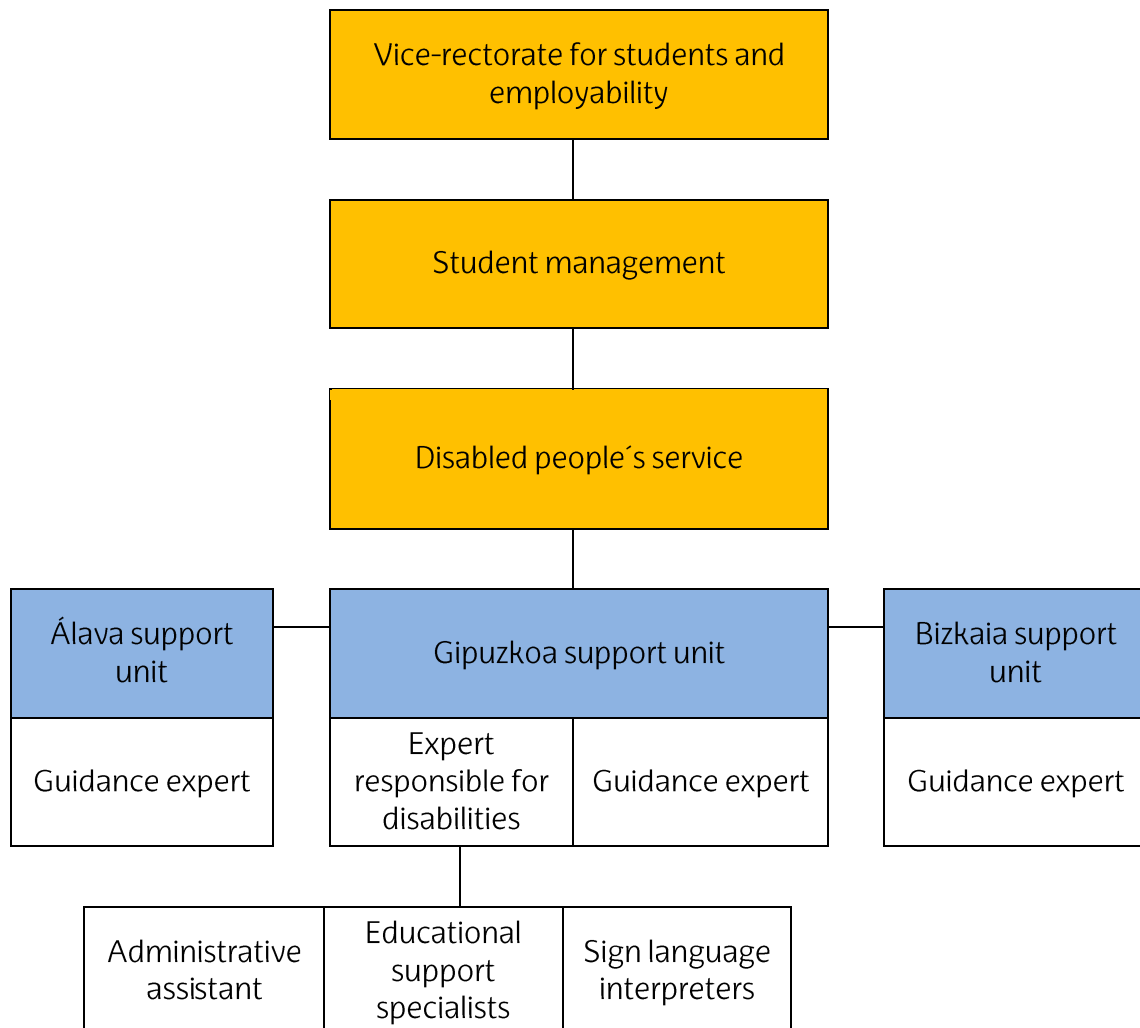 Vice-rectorate for students and
employability
Student management
Disabled people´s service
Álava support
unit
Gipuzkoa support unit
Bizkaia support
unit
Guidance expert
Expert
responsible for
disabilities
Guidance expert
Guidance expert
Administrative
assistant
Educational
support
specialists
Sign language
interpreters